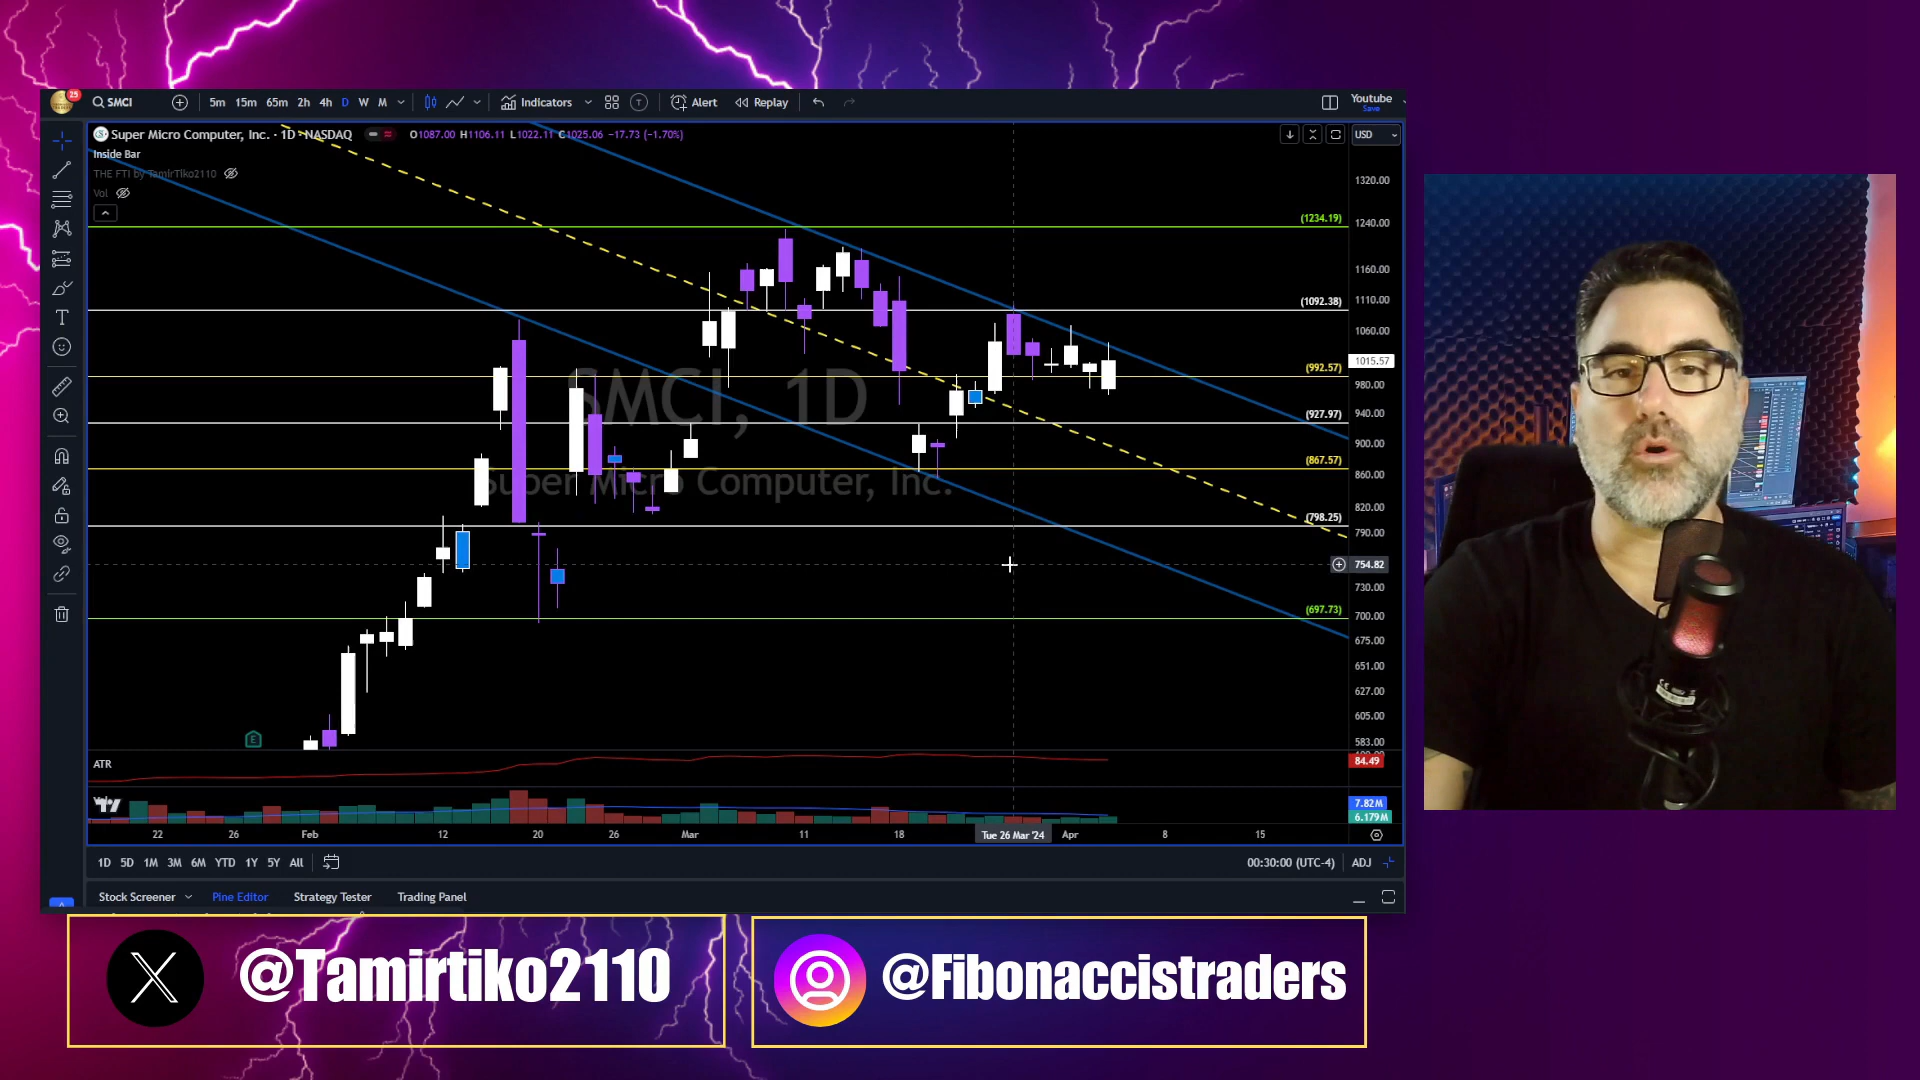 25
SMCI
5m 15m 65m 2h 4h D W M
Indicators
T
Alert
Replay
Youtube
Save
Super Micro Computer, Inc. · 1D · NASDAQ
O1087.00 H1106.11 L1022.11 C1025.06 −17.73 (−1.70%)
USD
Inside Bar
THE FTI by TamirTiko2110
Vol
SMCI, 1D
Super Micro Computer, Inc.
(1234.19)
(1092.38)
(992.57)
(927.97)
(867.57)
(798.25)
(697.73)
1320.00
1240.00
1160.00
1110.00
1060.00
1015.57
980.00
940.00
900.00
860.00
820.00
790.00
754.82
730.00
700.00
675.00
651.00
627.00
605.00
583.00
E
ATR
84.49
7.82M
6.179M
22 26 Feb 12 20 26 Mar 11 18 Tue 26 Mar '24 Apr 8 15
1D 5D 1M 3M 6M YTD 1Y 5Y All
00:30:00 (UTC-4)
ADJ
Stock Screener
Pine Editor
Strategy Tester
Trading Panel
@Tamirtiko2110
@Fibonaccistraders